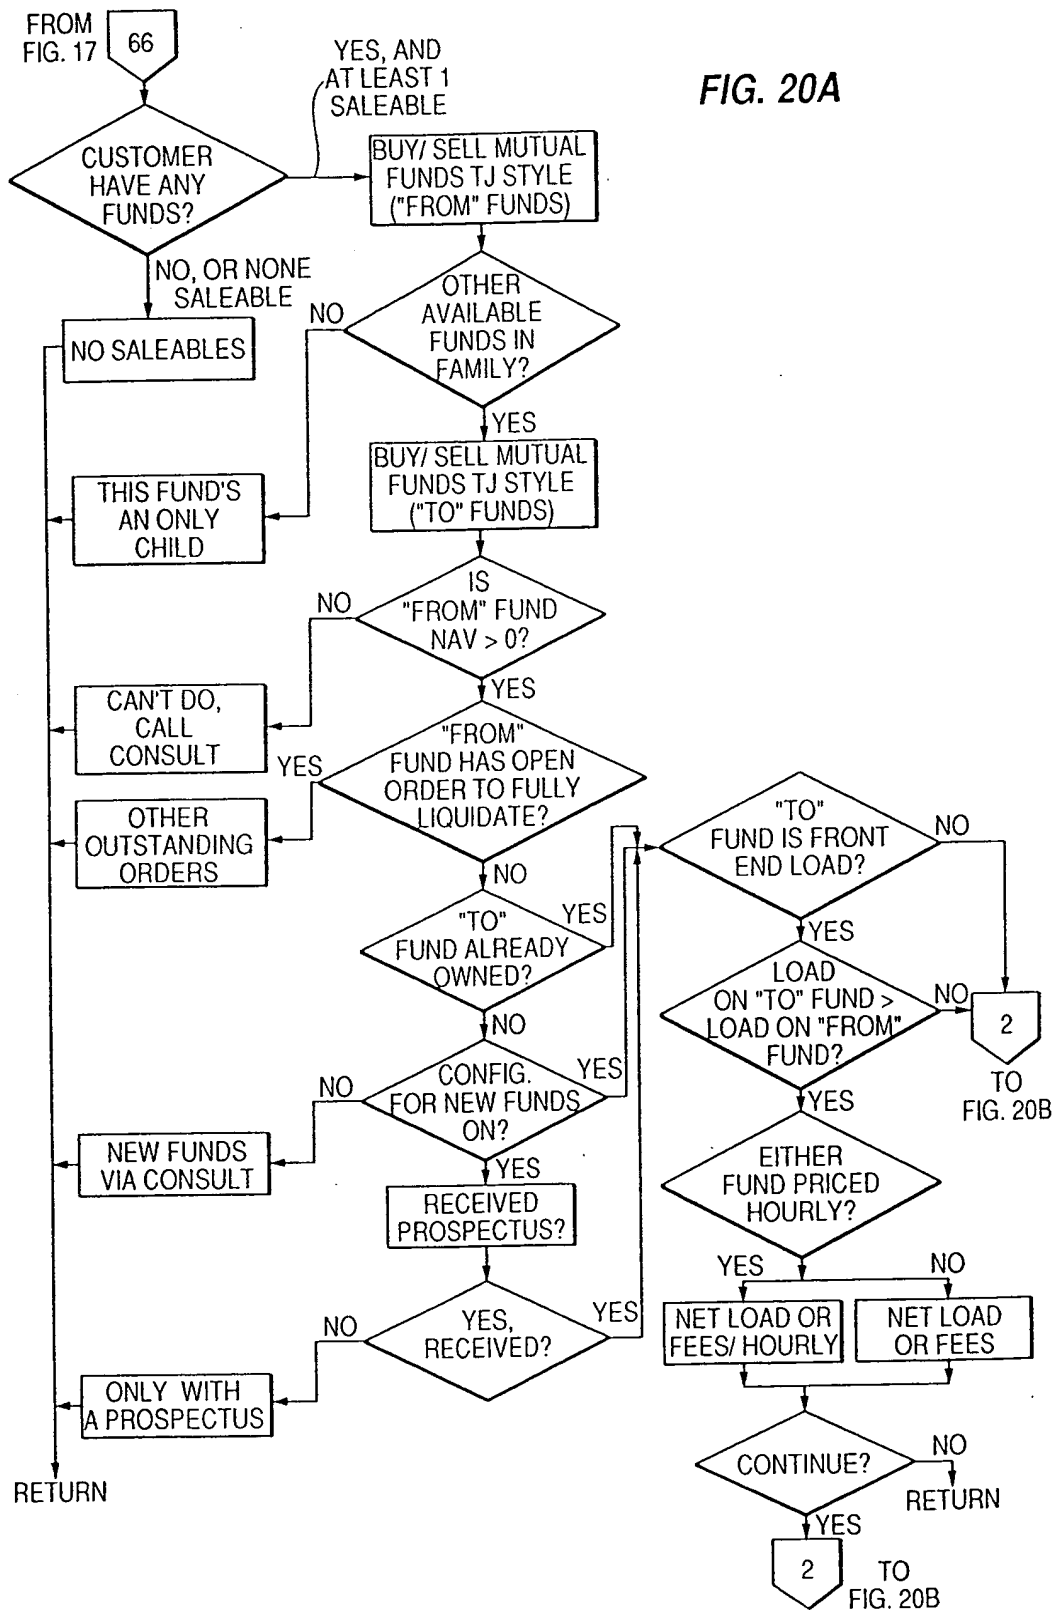 FROM
FIG. 17
66
YES, AND
AT LEAST 1
SALEABLE
FIG. 20A
CUSTOMER
HAVE ANY
FUNDS?
BUY/ SELL MUTUAL
FUNDS TJ STYLE
("FROM" FUNDS)
NO, OR NONE
SALEABLE
NO SALEABLES
NO
OTHER
AVAILABLE
FUNDS IN
FAMILY?
YES
BUY/ SELL MUTUAL
FUNDS TJ STYLE
("TO" FUNDS)
THIS FUND'S
AN ONLY
CHILD
NO
IS
"FROM" FUND
NAV > 0?
YES
CAN'T DO,
CALL
CONSULT
YES
"FROM"
FUND HAS OPEN
ORDER TO FULLY
LIQUIDATE?
OTHER
OUTSTANDING
ORDERS
NO
"TO"
FUND ALREADY
OWNED?
YES
NO
CONFIG.
FOR NEW FUNDS
ON?
YES
NO
NEW FUNDS
VIA CONSULT
YES
RECEIVED
PROSPECTUS?
YES,
RECEIVED?
YES
NO
ONLY WITH
A PROSPECTUS
RETURN
"TO"
FUND IS FRONT
END LOAD?
NO
YES
LOAD
ON "TO" FUND >
LOAD ON "FROM"
FUND?
NO
2
TO
FIG. 20B
YES
EITHER
FUND PRICED
HOURLY?
YES
NO
NET LOAD OR
FEES/ HOURLY
NET LOAD
OR FEES
CONTINUE?
NO
RETURN
YES
2
TO
FIG. 20B